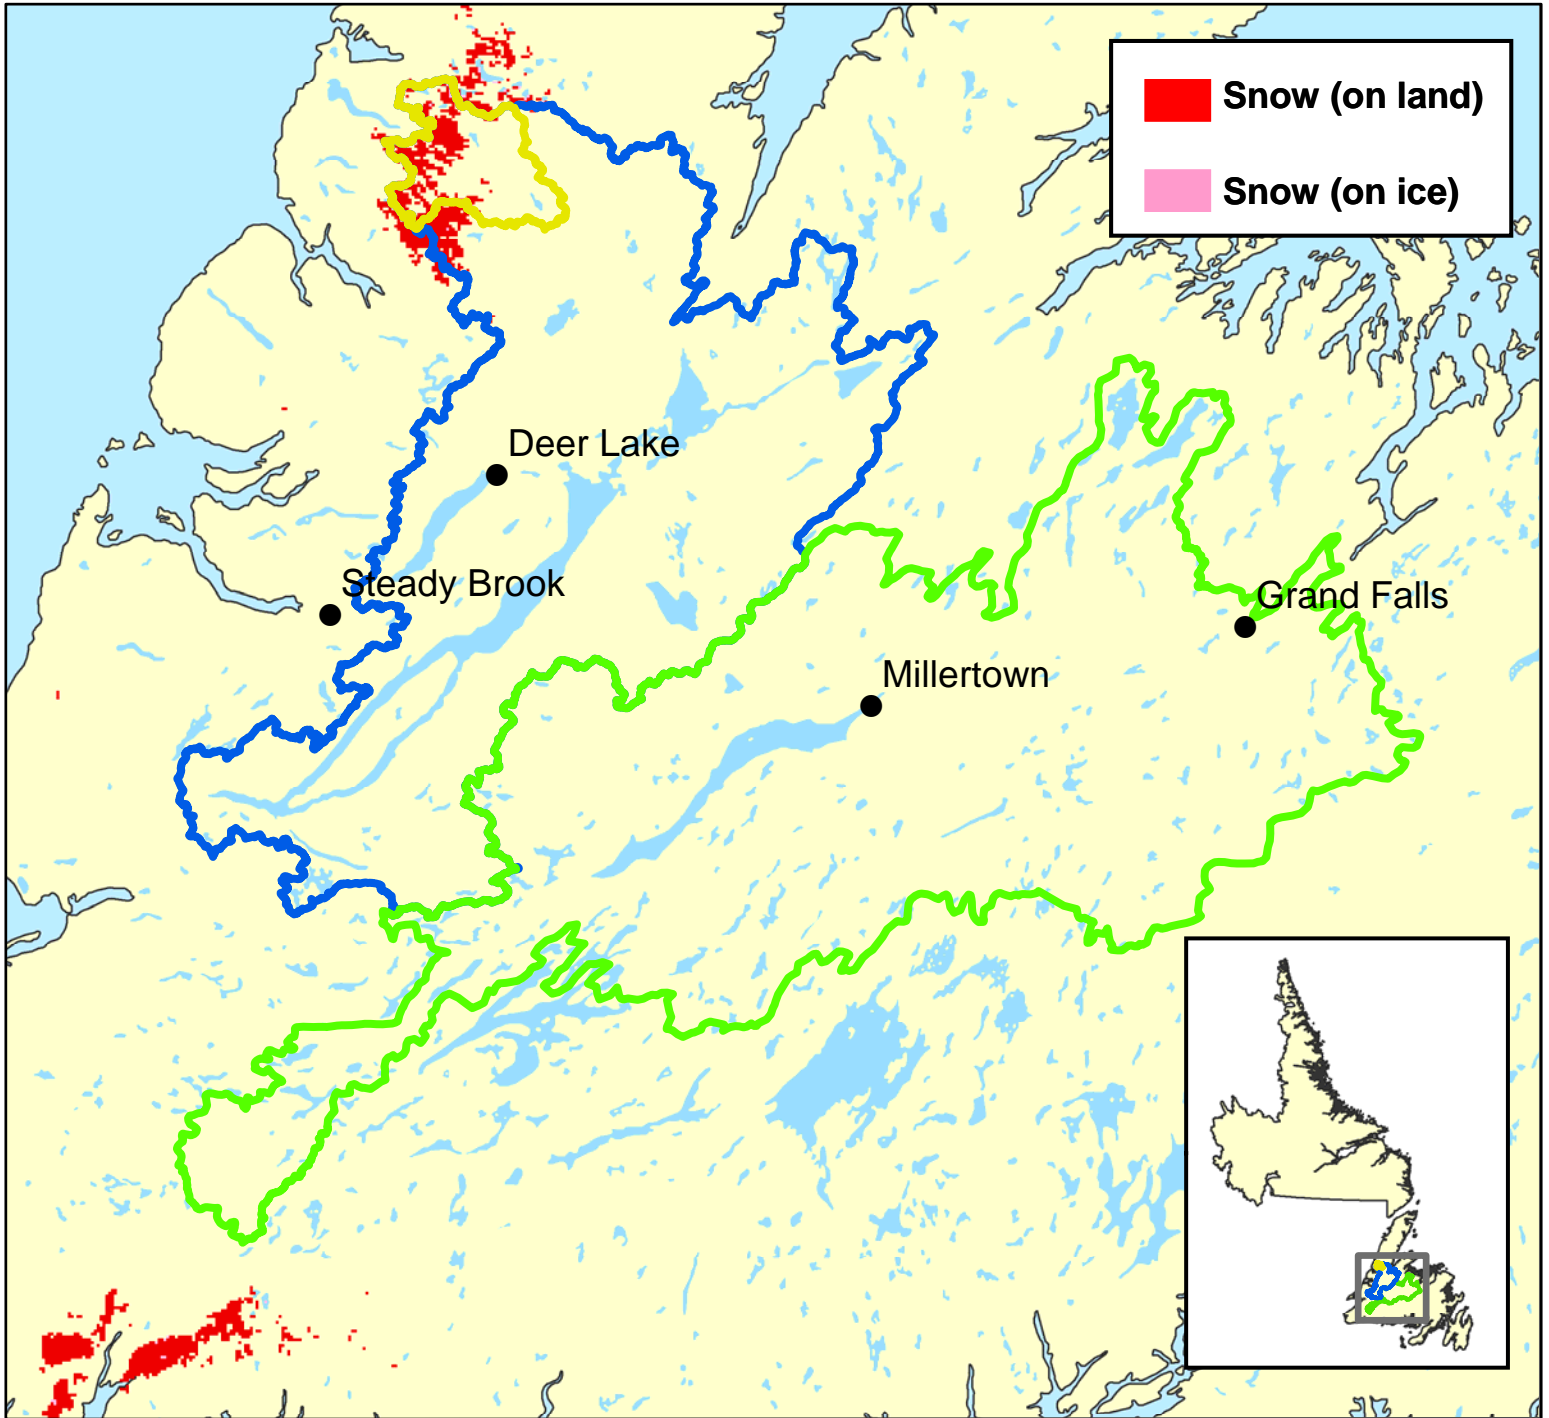 Snow (on land)
Snow (on ice)
Deer Lake
Steady Brook
Grand Falls
Millertown